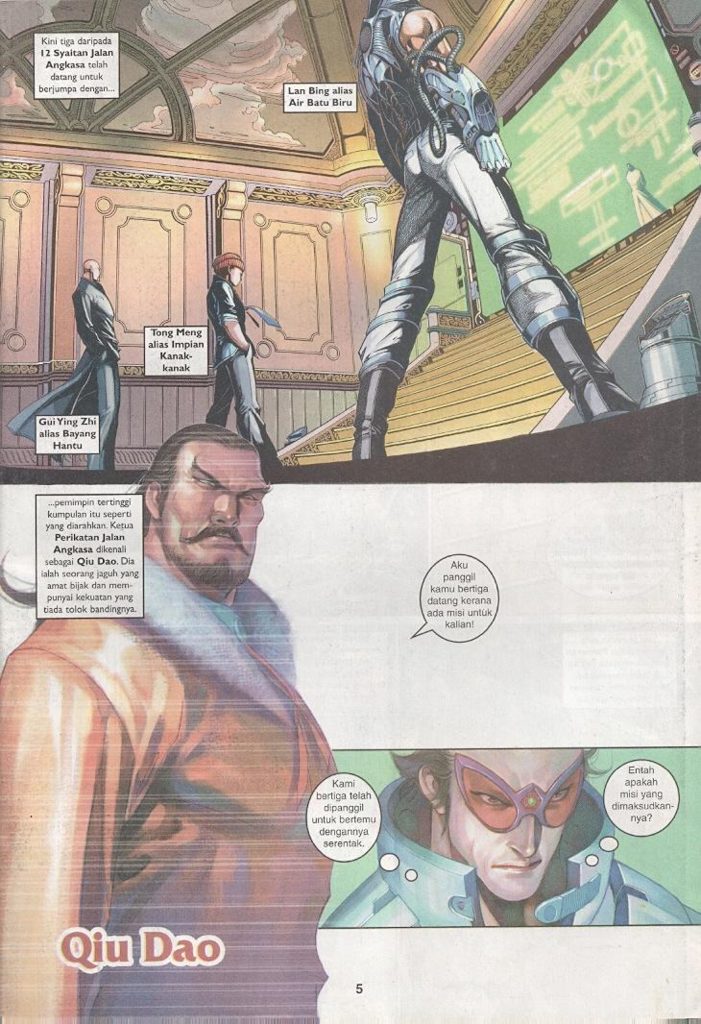 Kini tiga daripada
12 Syaitan Jalan
Angkasa telah
datang untuk
berjumpa dengan...
Lan Bing alias
Air Batu Biru
Tong Meng
alias Impian
Kanak-
kanak
Gui Ying Zhi
alias Bayang
Hantu
...pemimpin tertinggi
kumpulan itu seperti
yang diarahkan. Ketua
Perikatan Jalan
Angkasa dikenali
sebagai Qiu Dao. Dia
ialah seorang jaguh yang
amat bijak dan mem-
punyai kekuatan yang
tiada tolok bandingnya.
Aku
panggil
kamu bertiga
datang kerana
ada misi untuk
kalian!
Kami
bertiga telah
dipanggil
untuk bertemu
dengannya
serentak.
Entah
apakah
misi yang
dimaksudkan-
nya?
Qiu Dao
5